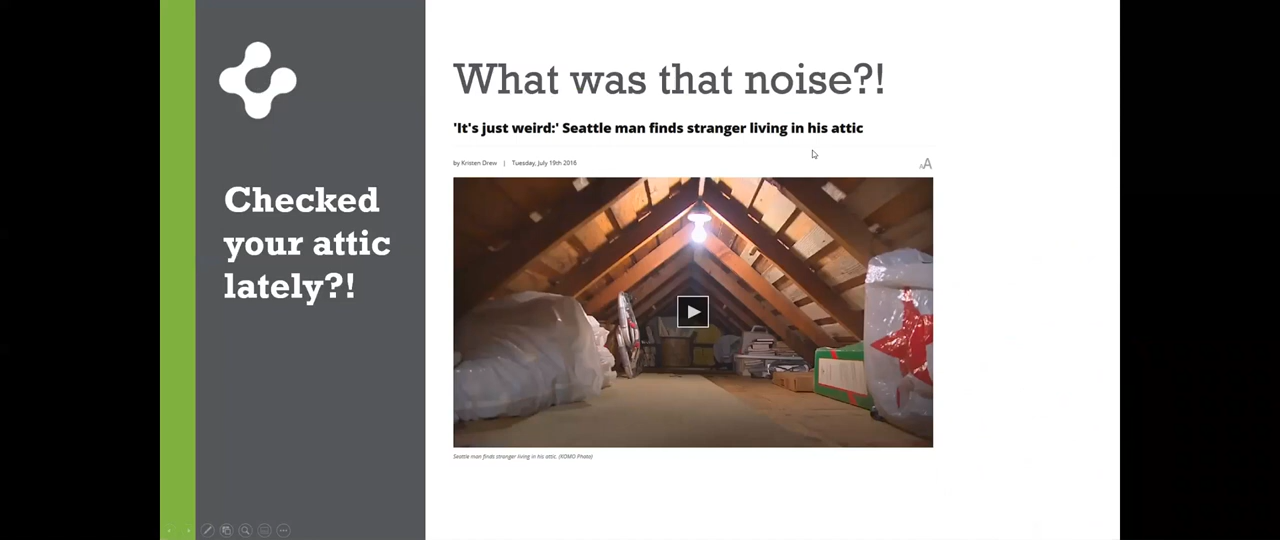 Checked
your attic
lately?!
What was that noise?!
'It's just weird:' Seattle man finds stranger living in his attic
by Kristen Drew | Tuesday, July 19th 2016
AA
Seattle man finds stranger living in his attic. (KOMO Photo)